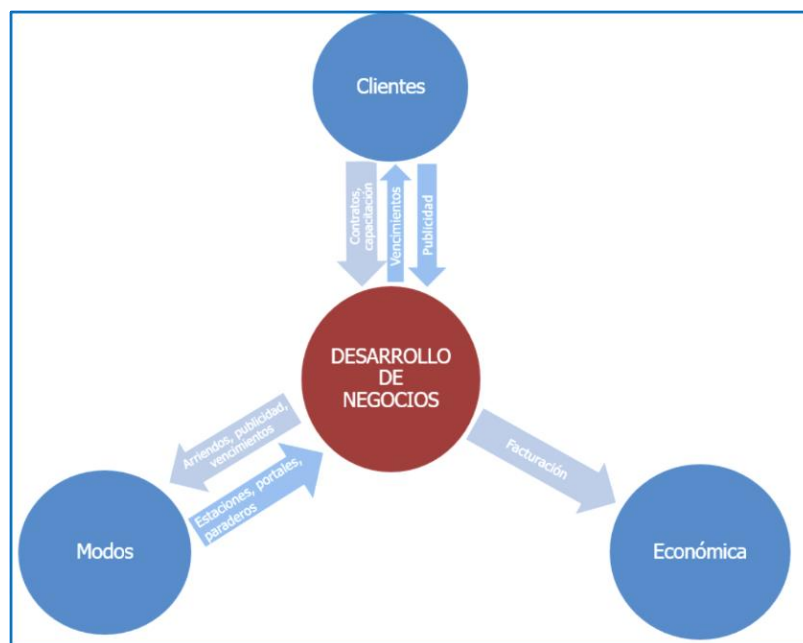 Clientes
Contratos,
capacitación
Vencimientos
Publicidad
DESARROLLO
DE
NEGOCIOS
Arriendos, publicidad,
vencimientos
Estaciones, portales,
paraderos
Facturación
Modos
Económica